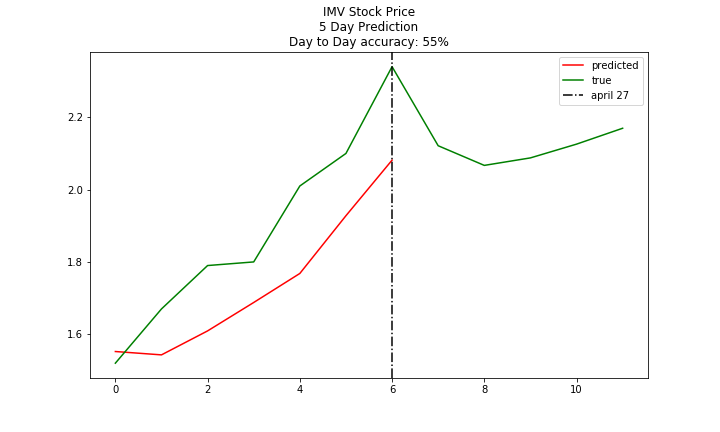 IMV Stock Price
5 Day Prediction
Day to Day accuracy: 55%
predicted
true
april 27
2.2
2.0
1.8
1.6
0 2 4 6 8 10